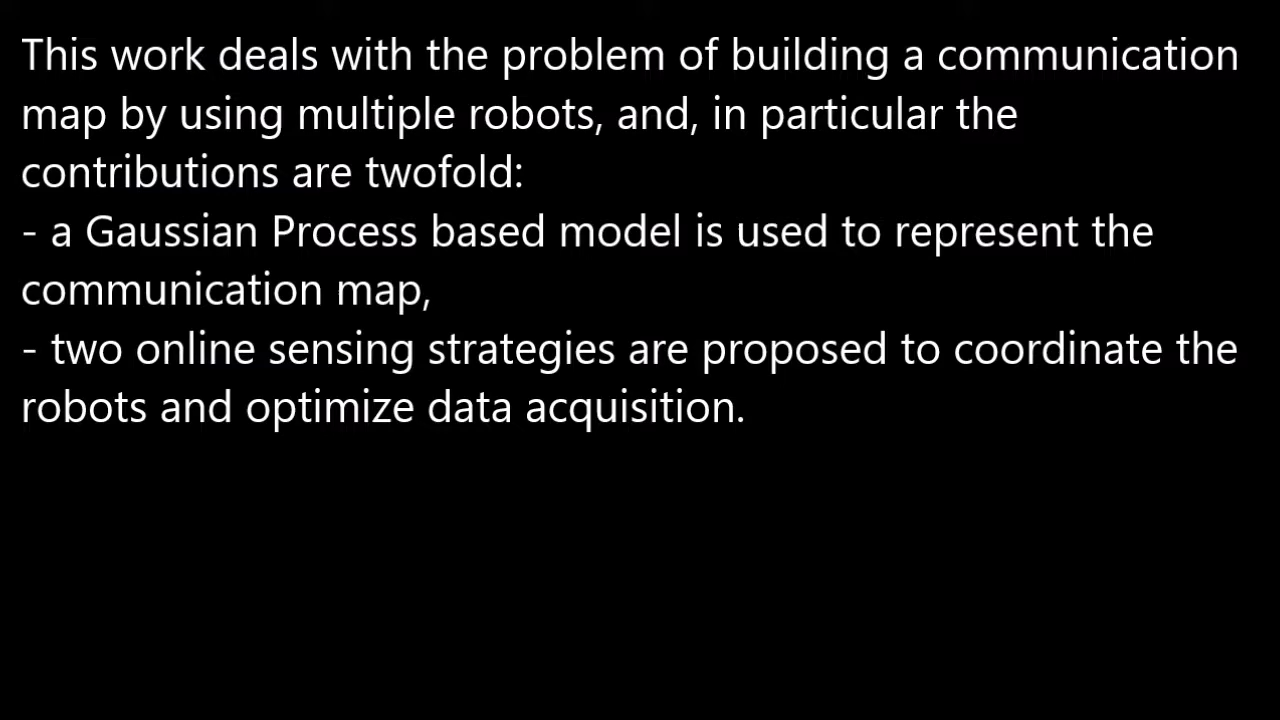 This work deals with the problem of building a communication
map by using multiple robots, and, in particular the
contributions are twofold:
- a Gaussian Process based model is used to represent the
communication map,
- two online sensing strategies are proposed to coordinate the
robots and optimize data acquisition.